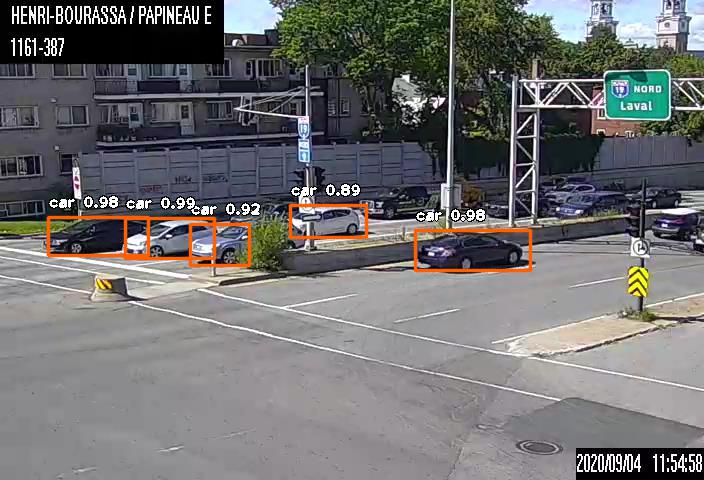 HENRI-BOURASSA / PAPINEAU E
1161-387
19 NORD
Laval
19
car 0.98
car 0.99
car 0.92
car 0.89
car 0.98
2020/09/04 11:54:58